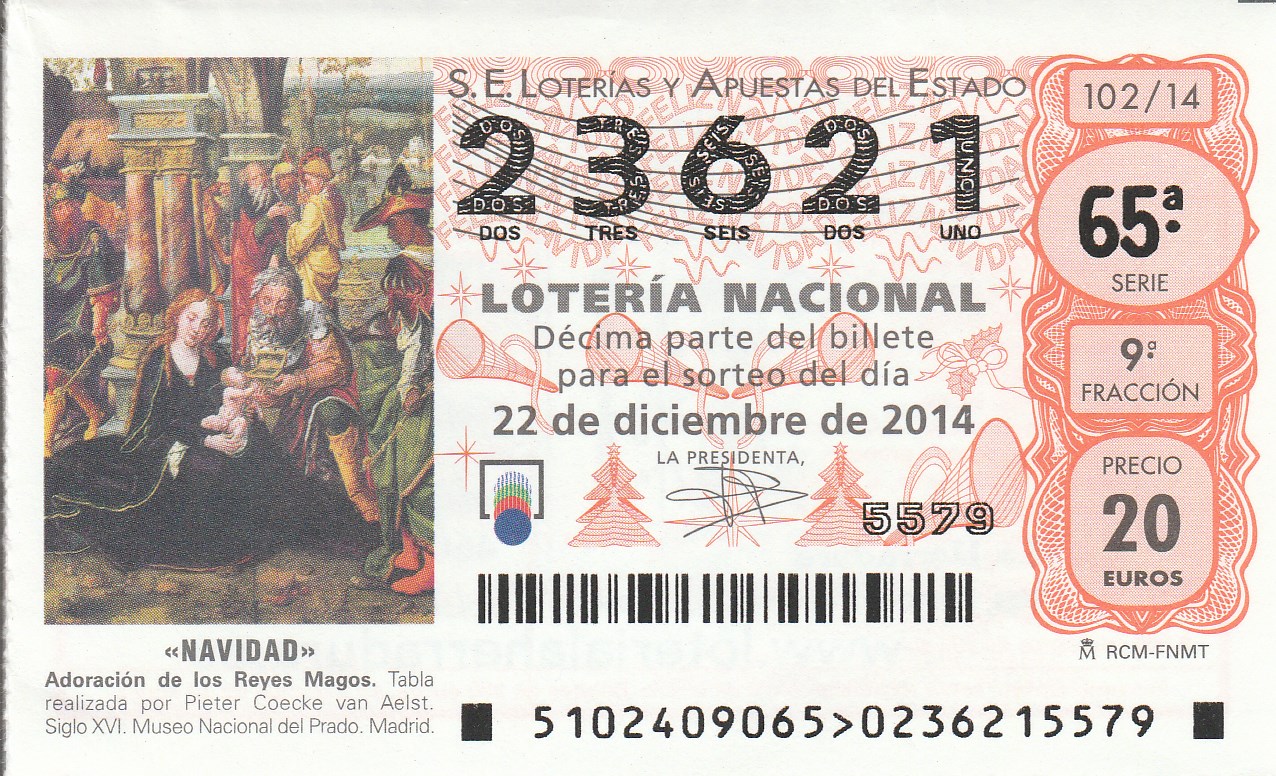 S. E. LOTERÍAS Y APUESTAS DEL ESTADO
102/14
23621
DOS TRES SEIS DOS UNO
65ª
SERIE
LOTERÍA NACIONAL
Décima parte del billete
para el sorteo del día
22 de diciembre de 2014
9ª
FRACCIÓN
LA PRESIDENTA,
5579
PRECIO
20
EUROS
«NAVIDAD»
Adoración de los Reyes Magos. Tabla
realizada por Pieter Coecke van Aelst.
Siglo XVI. Museo Nacional del Prado. Madrid.
RCM-FNMT
5102409065>0236215579